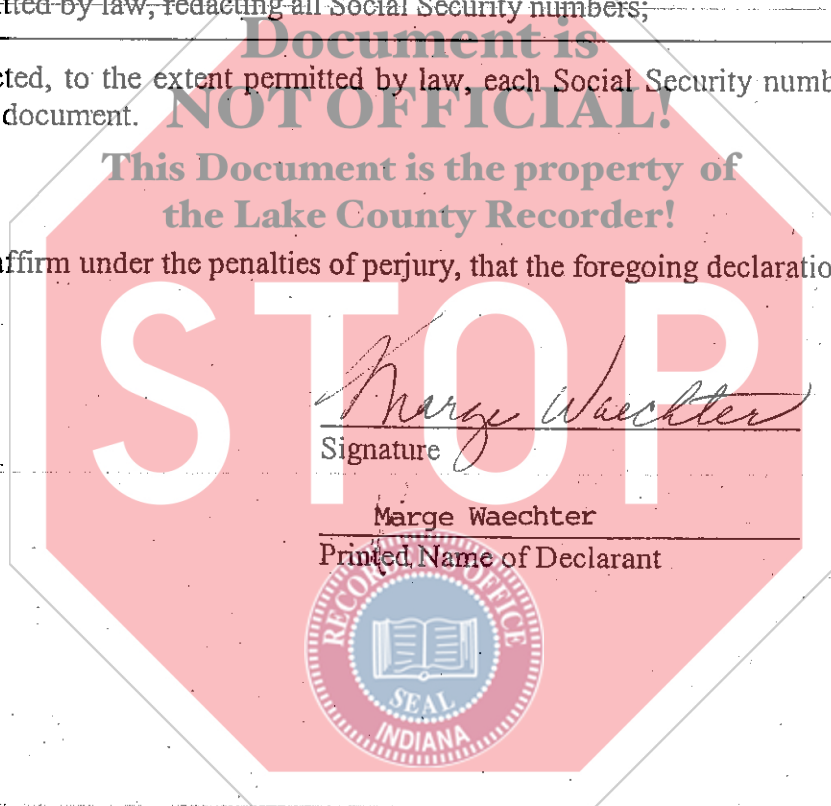 tted by law, redacting all Social Security numbers;
Document is
cted, to the extent permitted by law, each Social Security numb
document.
NOT OFFICIAL!
This Document is the property of
the Lake County Recorder!
affirm under the penalties of perjury, that the foregoing declaratio
STOP
Marge Waechter
Signature
Marge Waechter
Printed Name of Declarant
RECORDER'S OFFICE
SEAL
INDIANA